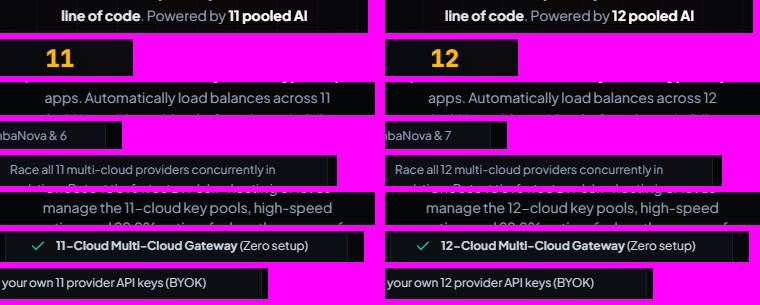 line of code. Powered by 11 pooled AI
line of code. Powered by 12 pooled AI
11
12
apps. Automatically load balances across 11
apps. Automatically load balances across 12
nbaNova & 6
baNova & 7
Race all 11 multi-cloud providers concurrently in
Race all 12 multi-cloud providers concurrently in
manage the 11-cloud key pools, high-speed
manage the 12-cloud key pools, high-speed
11-Cloud Multi-Cloud Gateway (Zero setup)
12-Cloud Multi-Cloud Gateway (Zero setup)
your own 11 provider API keys (BYOK)
your own 12 provider API keys (BYOK)